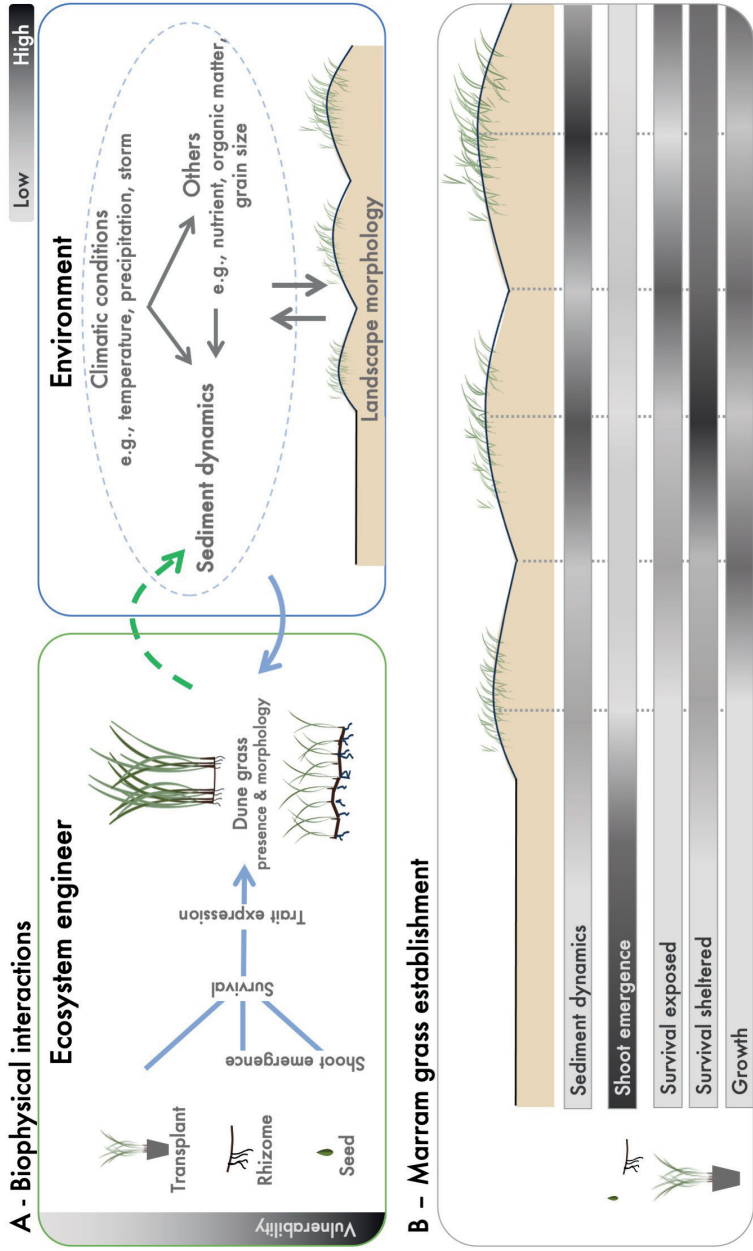 Low
High
A - Biophysical interactions
Ecosystem engineer
Environment
Vulnerability
Transplant
Rhizome
Seed
Shoot emergence
Survival
Trait expression
Dune grass
presence & morphology
Climatic conditions
e.g., temperature, precipitation, storm
Sediment dynamics
Others
e.g., nutrient, organic matter,
grain size
Landscape morphology
B – Marram grass establishment
Sediment dynamics
Shoot emergence
Survival exposed
Survival sheltered
Growth